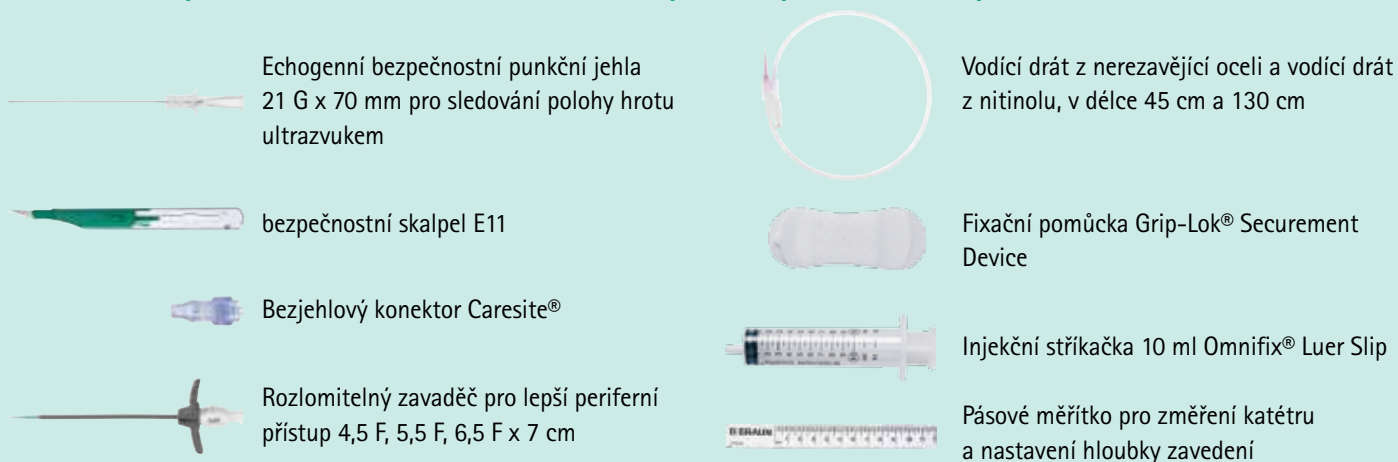 Echogenní bezpečnostní punkční jehla
21 G x 70 mm pro sledování polohy hrotu
ultrazvukem
bezpečnostní skalpel E11
Bezjehlový konektor Caresite®
Rozlomitelný zavaděč pro lepší periferní
přístup 4,5 F, 5,5 F, 6,5 F x 7 cm
Vodící drát z nerezavějící oceli a vodící drát
z nitinolu, v délce 45 cm a 130 cm
Fixační pomůcka Grip-Lok® Securement
Device
Injekční stříkačka 10 ml Omnifix® Luer Slip
Pásové měřítko pro změření katétru
a nastavení hloubky zavedení
B BRAUN